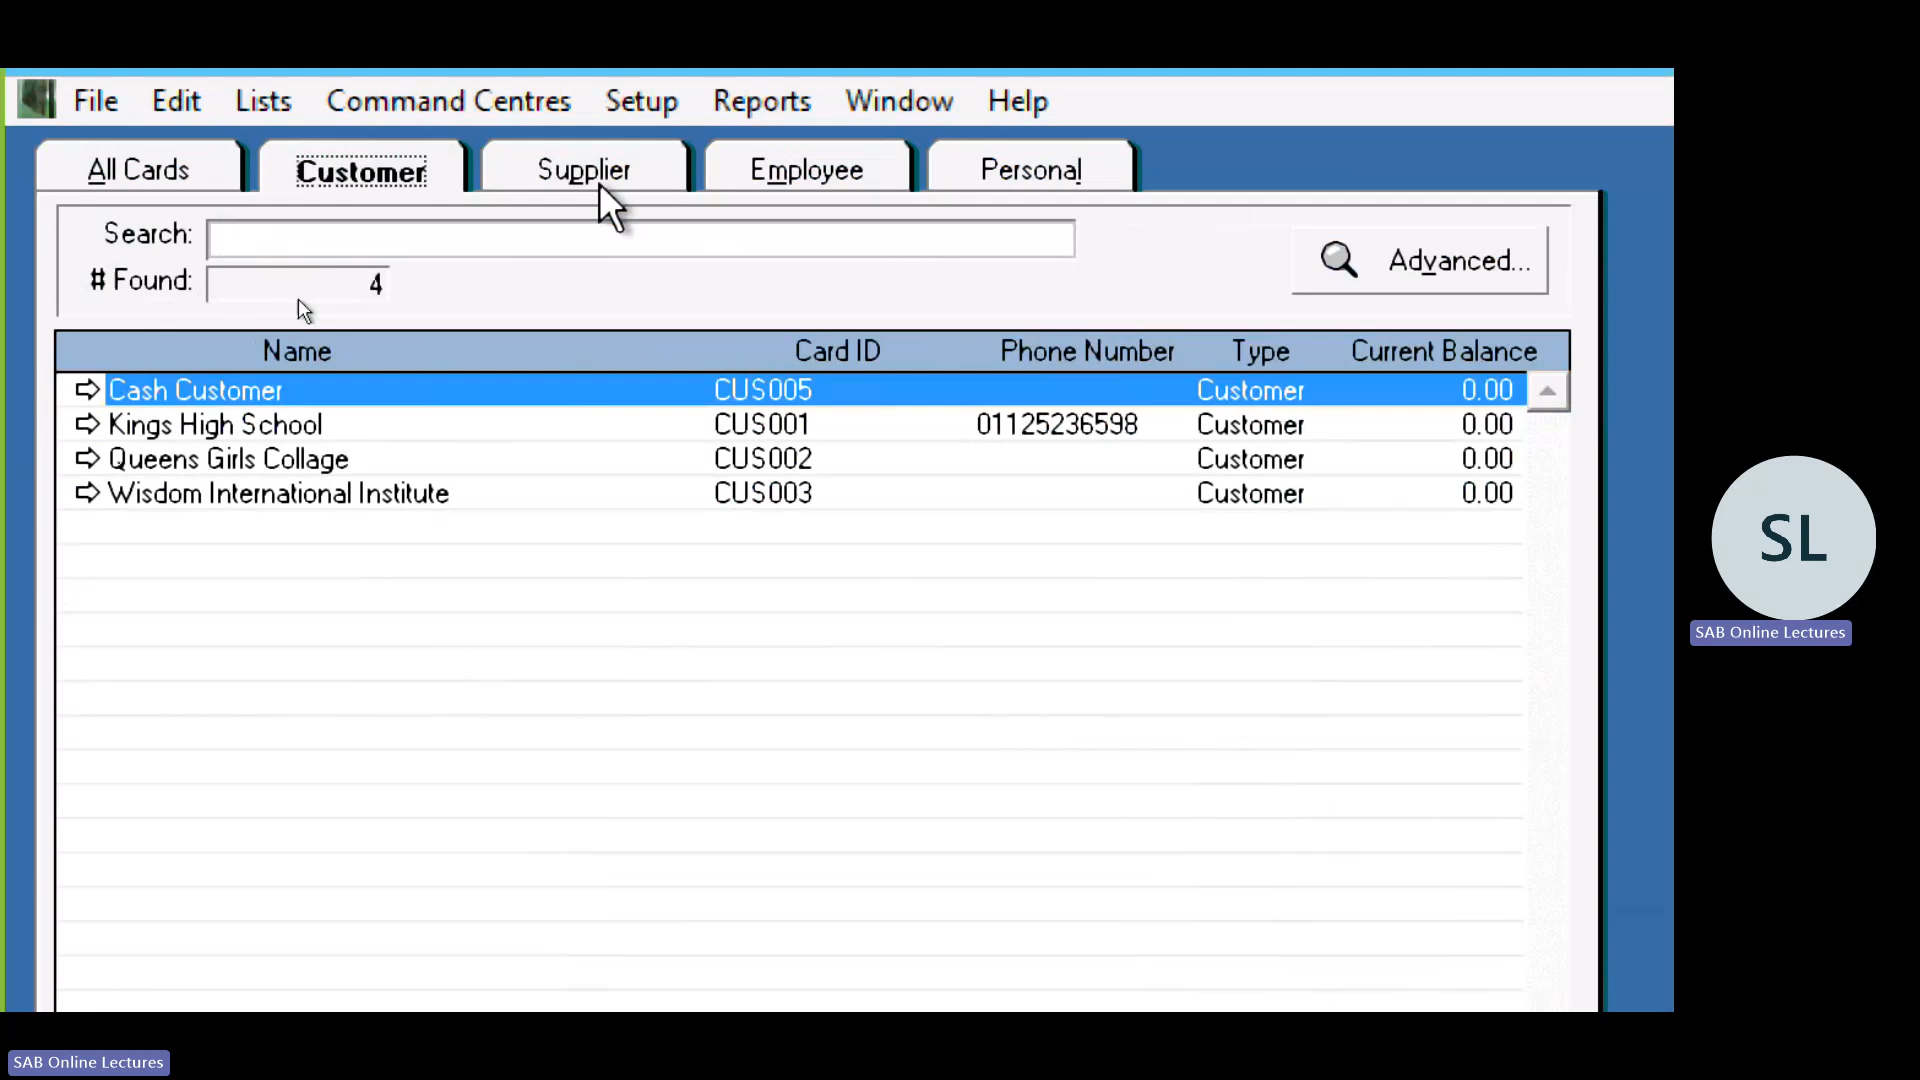 File Edit Lists Command Centres Setup Reports Window Help
All Cards Customer Supplier Employee Personal
Search:
# Found: 4
Advanced...
Name Card ID Phone Number Type Current Balance
Cash Customer CUS005 Customer 0.00
Kings High School CUS001 01125236598 Customer 0.00
Queens Girls Collage CUS002 Customer 0.00
Wisdom International Institute CUS003 Customer 0.00
SL
SAB Online Lectures
SAB Online Lectures